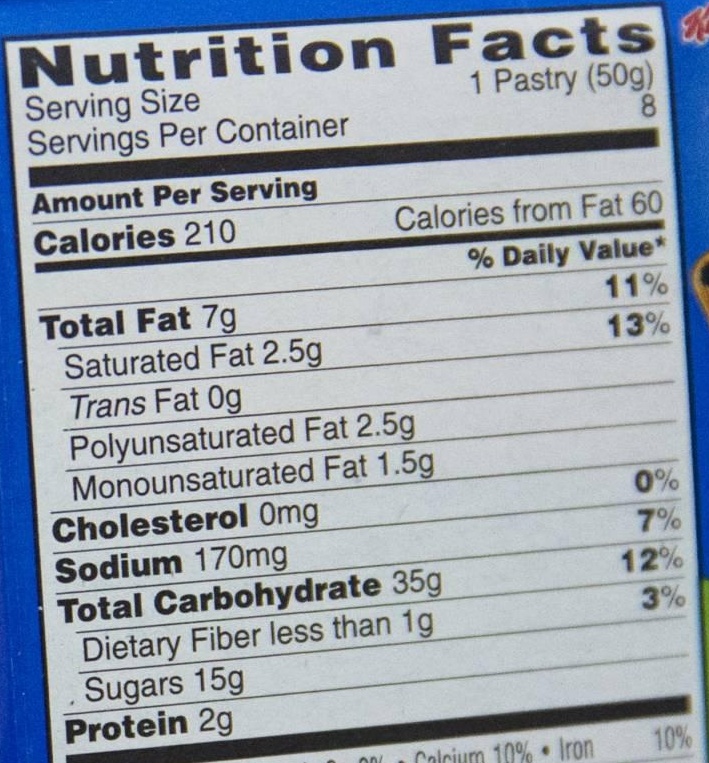 Nutrition Facts
Serving Size 1 Pastry (50g)
Servings Per Container 8
Amount Per Serving
Calories 210 Calories from Fat 60
% Daily Value*
Total Fat 7g 11%
Saturated Fat 2.5g 13%
Trans Fat 0g
Polyunsaturated Fat 2.5g
Monounsaturated Fat 1.5g
Cholesterol 0mg 0%
Sodium 170mg 7%
Total Carbohydrate 35g 12%
Dietary Fiber less than 1g 3%
Sugars 15g
Protein 2g
• Calcium 10% • Iron 10%